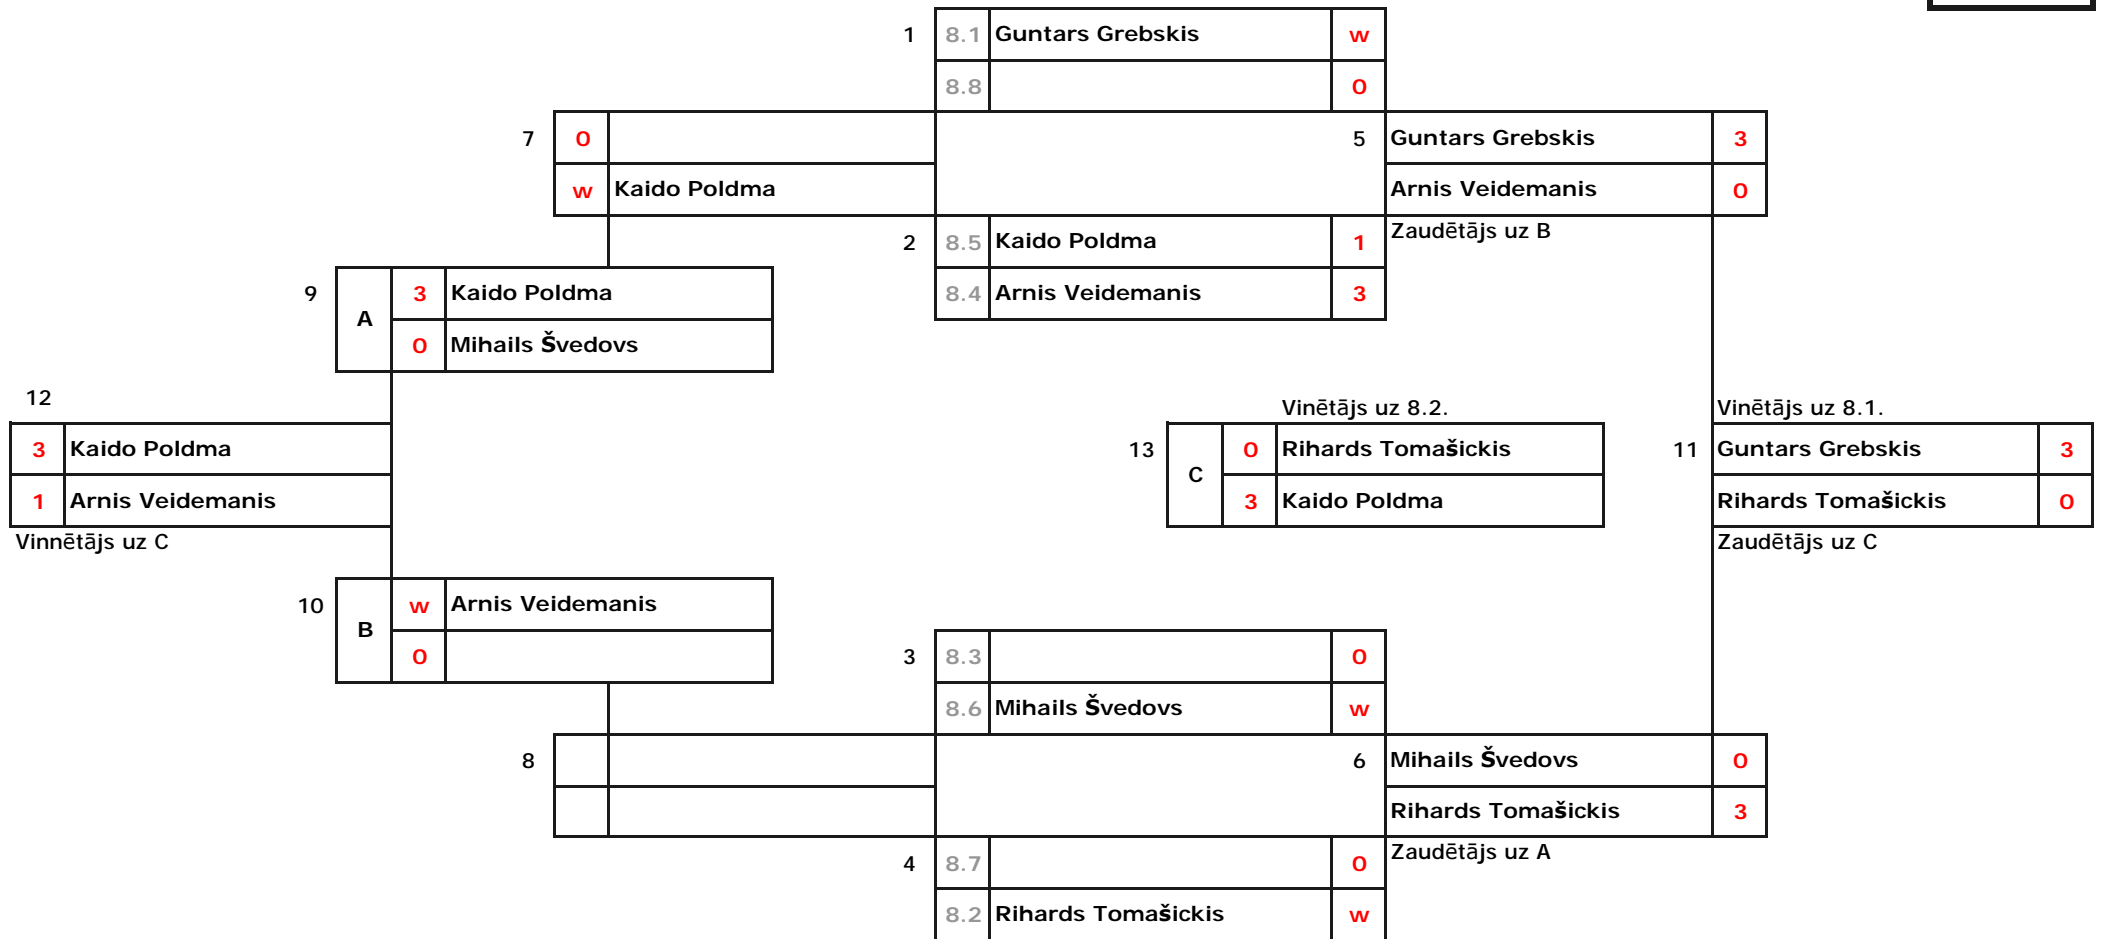 1 8.1 Guntars Grebskis w
8.8 0
7 0 5 Guntars Grebskis 3
w Kaido Poldma Arnis Veidemanis 0
2 8.5 Kaido Poldma 1 Zaudētājs uz B
9 A 3 Kaido Poldma 8.4 Arnis Veidemanis 3
0 Mihails Švedovs
12 Vinētājs uz 8.2. Vinētājs uz 8.1.
3 Kaido Poldma 13 C 0 Rihards Tomašickis 11 Guntars Grebskis 3
1 Arnis Veidemanis 3 Kaido Poldma Rihards Tomašickis 0
Vinnētājs uz C Zaudētājs uz C
10 B w Arnis Veidemanis
0 3 8.3 0
8.6 Mihails Švedovs w
8 6 Mihails Švedovs 0
Rihards Tomašickis 3
4 8.7 0 Zaudētājs uz A
8.2 Rihards Tomašickis w